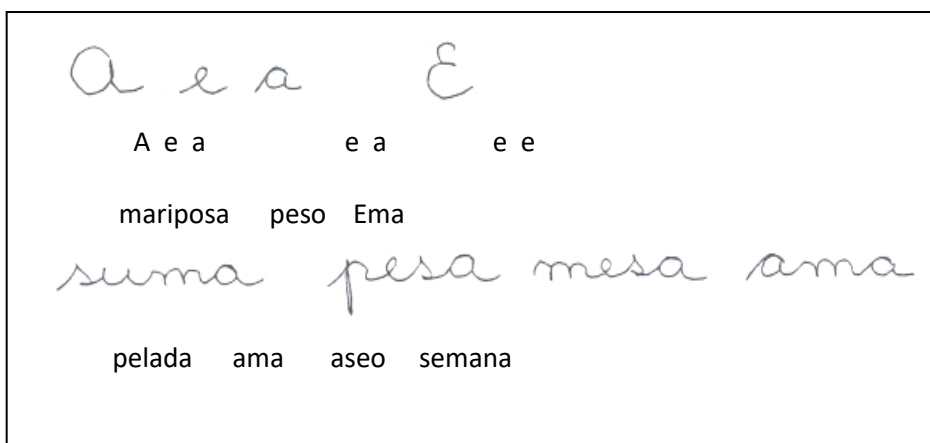 A e a E
A e a e a e e
mariposa peso Ema
suma pesa mesa ama
pelada ama aseo semana